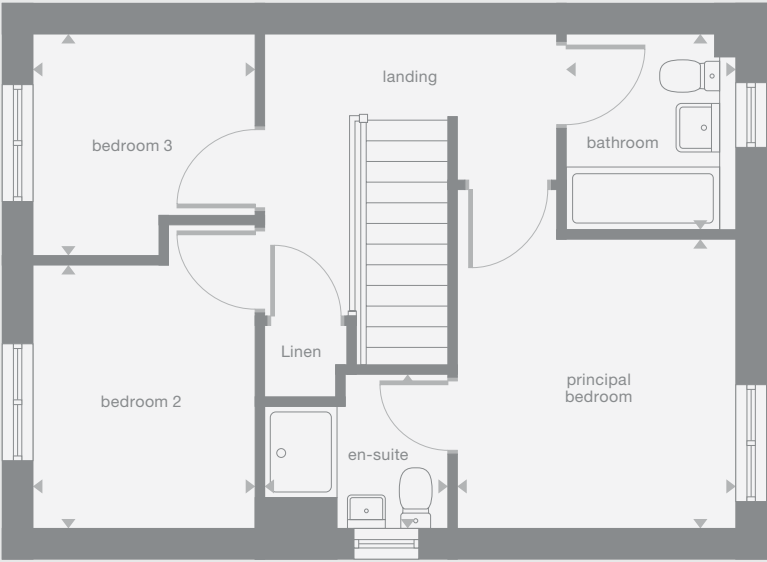 landing
bedroom 3
bathroom
Linen
principal
bedroom
bedroom 2
en-suite